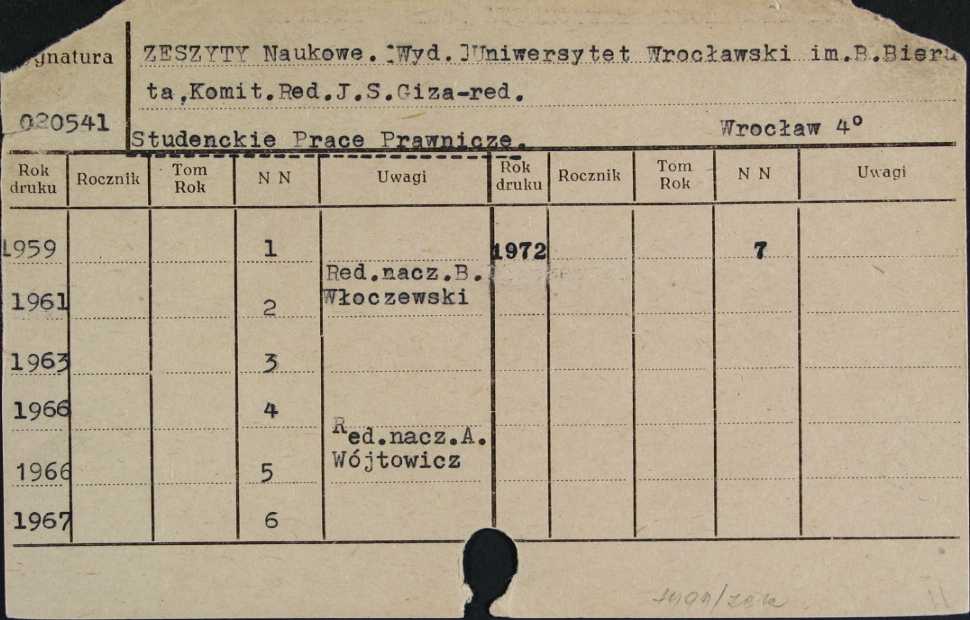 ygnatura
ZESZYTY Naukowe. [Wyd.]Uniwersytet Wrocławski im.B.Bieru
ta,Komit.Red.J.S.Giza-red.
020541
Studenckie Prace Prawnicze.
Wrocław 4°
Rok druku Rocznik Tom Rok N N Uwagi Rok druku Rocznik Tom Rok N N Uwagi
1959 1 1972 7
Red.nacz.B.
1961 2 Włoczewski
1963 3
1966 4
Red.nacz.A.
1966 5 Wójtowicz
1967 6